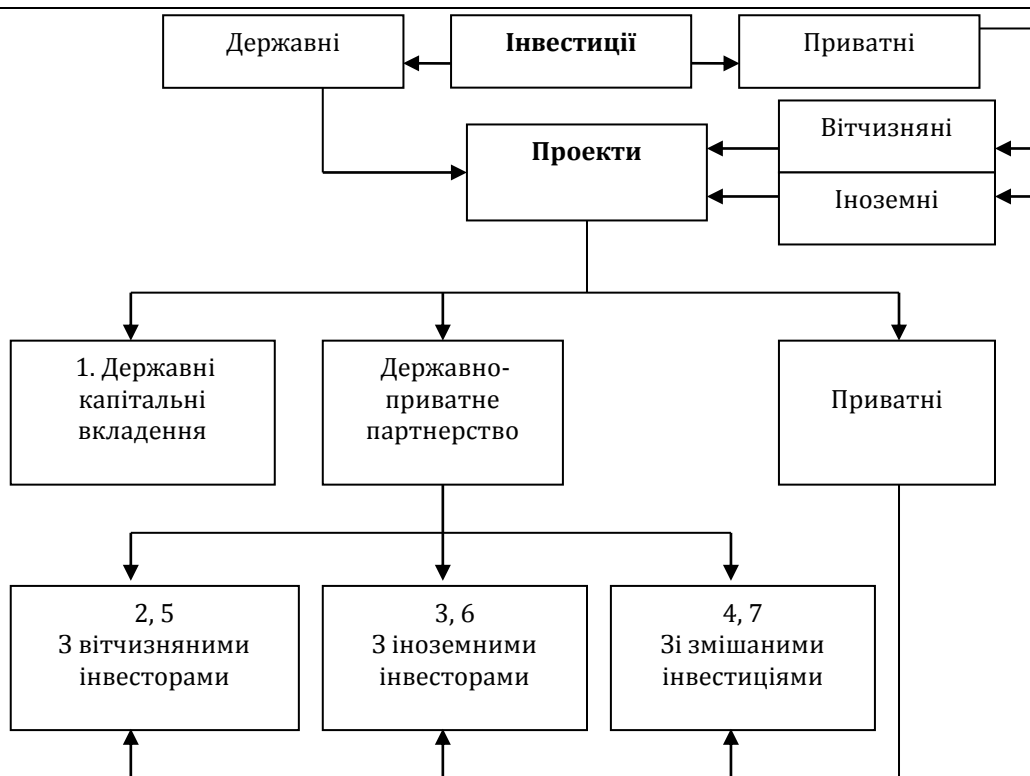 Державні
Інвестиції
Приватні
Вітчизняні
Проекти
Іноземні
1. Державні
капітальні
вкладення
Державно-
приватне
партнерство
Приватні
2, 5
З вітчизняними
інвесторами
3, 6
З іноземними
інвесторами
4, 7
Зі змішаними
інвестиціями